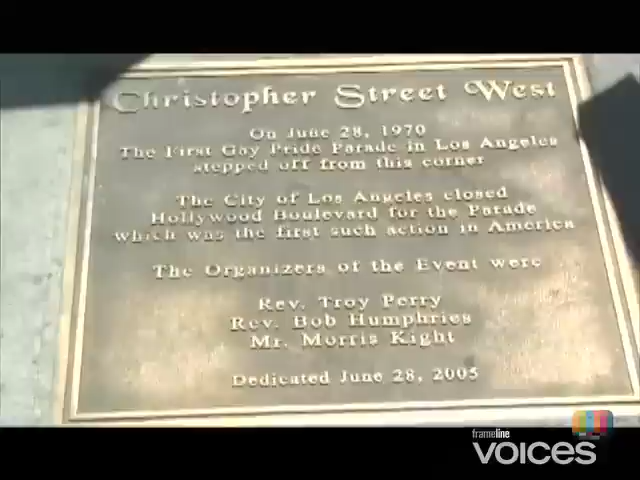 Christopher Street West
On June 28, 1970
The First Gay Pride Parade in Los Angeles
stepped off from this corner
The City of Los Angeles closed
Hollywood Boulevard for the Parade
which was the first such action in America
The Organizers of the Event were
Rev. Troy Perry
Rev. Bob Humphries
Mr. Morris Kight
Dedicated June 28, 2005
frameline
voices